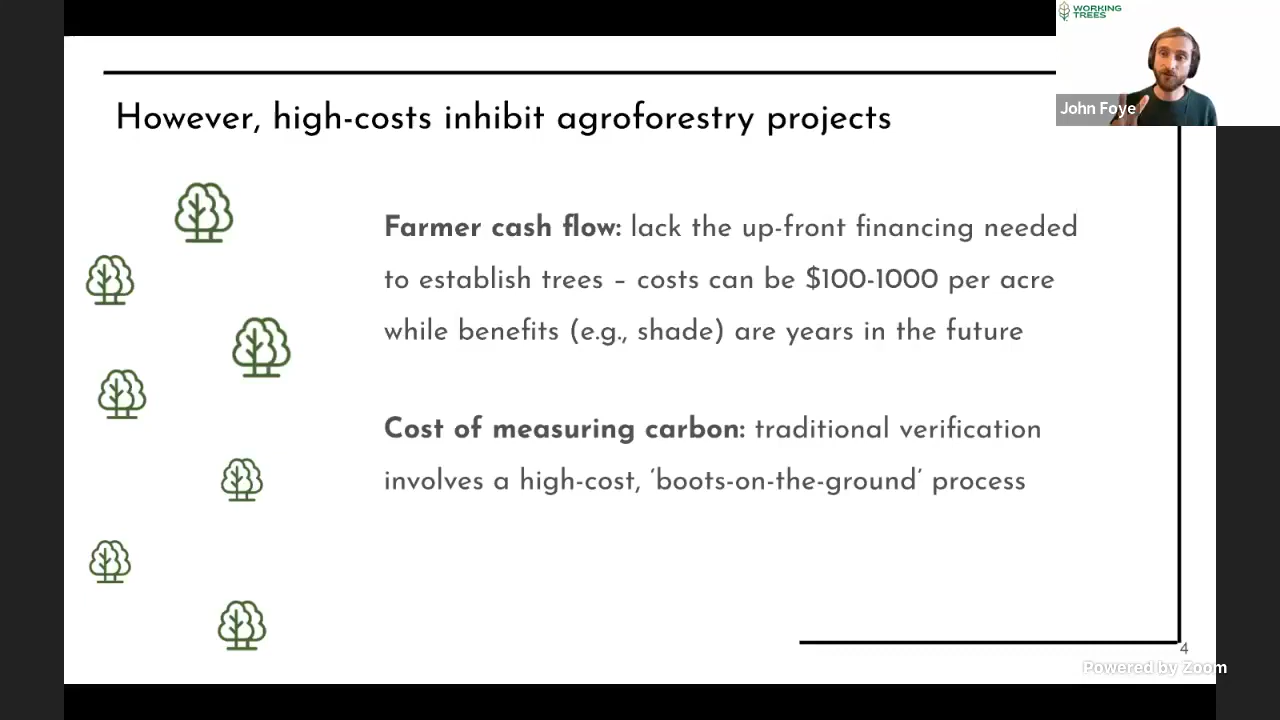 WORKING
TREES
John Foye
However, high-costs inhibit agroforestry projects
Farmer cash flow: lack the up-front financing needed
to establish trees – costs can be $100-1000 per acre
while benefits (e.g., shade) are years in the future
Cost of measuring carbon: traditional verification
involves a high-cost, ‘boots-on-the-ground’ process
4
Powered by Zoom